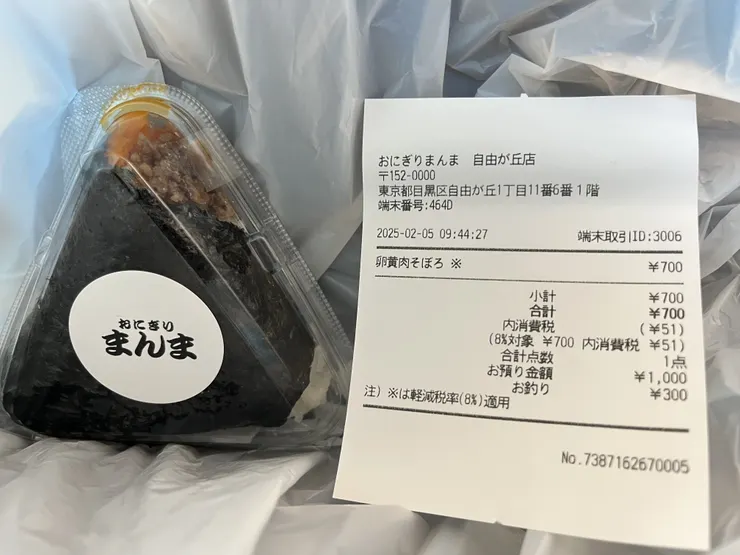 おにぎり
まんま
おにぎりまんま 自由が丘店
〒152-0000
東京都目黒区自由が丘1丁目11番6番1階
端末番号:464D
2025-02-05 09:44:27 端末取引ID:3006
卵黄肉そぼろ ※ ¥700
小計 ¥700
合計 ¥700
内消費税 (¥51)
(8%対象 ¥700 内消費税 ¥51)
合計点数 1点
お預り金額 ¥1,000
お釣り ¥300
注)※は軽減税率(8%)適用
No.7387162670005